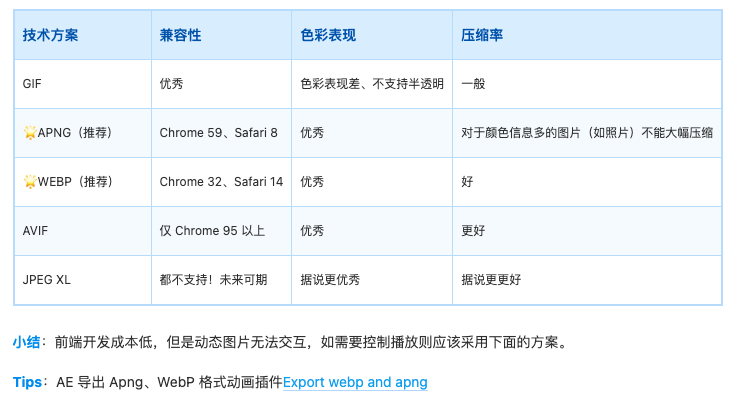 技术方案 兼容性 色彩表现 压缩率
GIF 优秀 色彩表现差、不支持半透明 一般
🌟APNG（推荐） Chrome 59、Safari 8 优秀 对于颜色信息多的图片（如照片）不能大幅压缩
🌟WEBP（推荐） Chrome 32、Safari 14 优秀 好
AVIF 仅 Chrome 95 以上 优秀 更好
JPEG XL 都不支持！未来可期 据说更优秀 据说更更好
小结：前端开发成本低，但是动态图片无法交互，如需要控制播放则应该采用下面的方案。
Tips：AE 导出 Apng、WebP 格式动画插件Export webp and apng